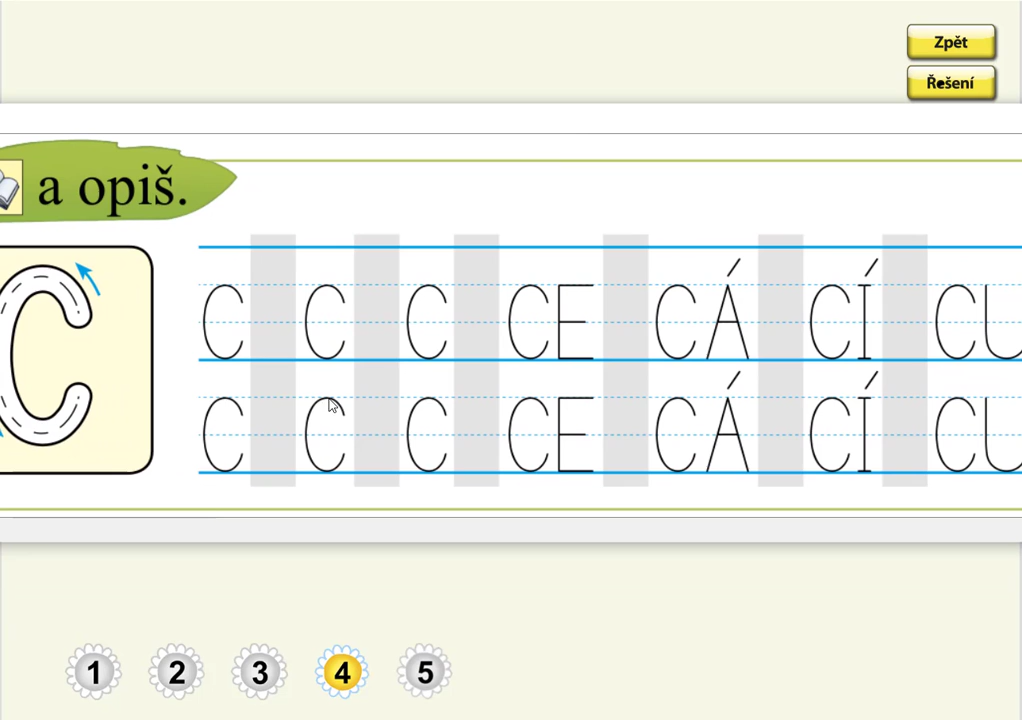 Zpět
Řešení
a opiš.
C
C C C CE CÁ CÍ CU
C C C CE CÁ CÍ CU
1 2 3 4 5